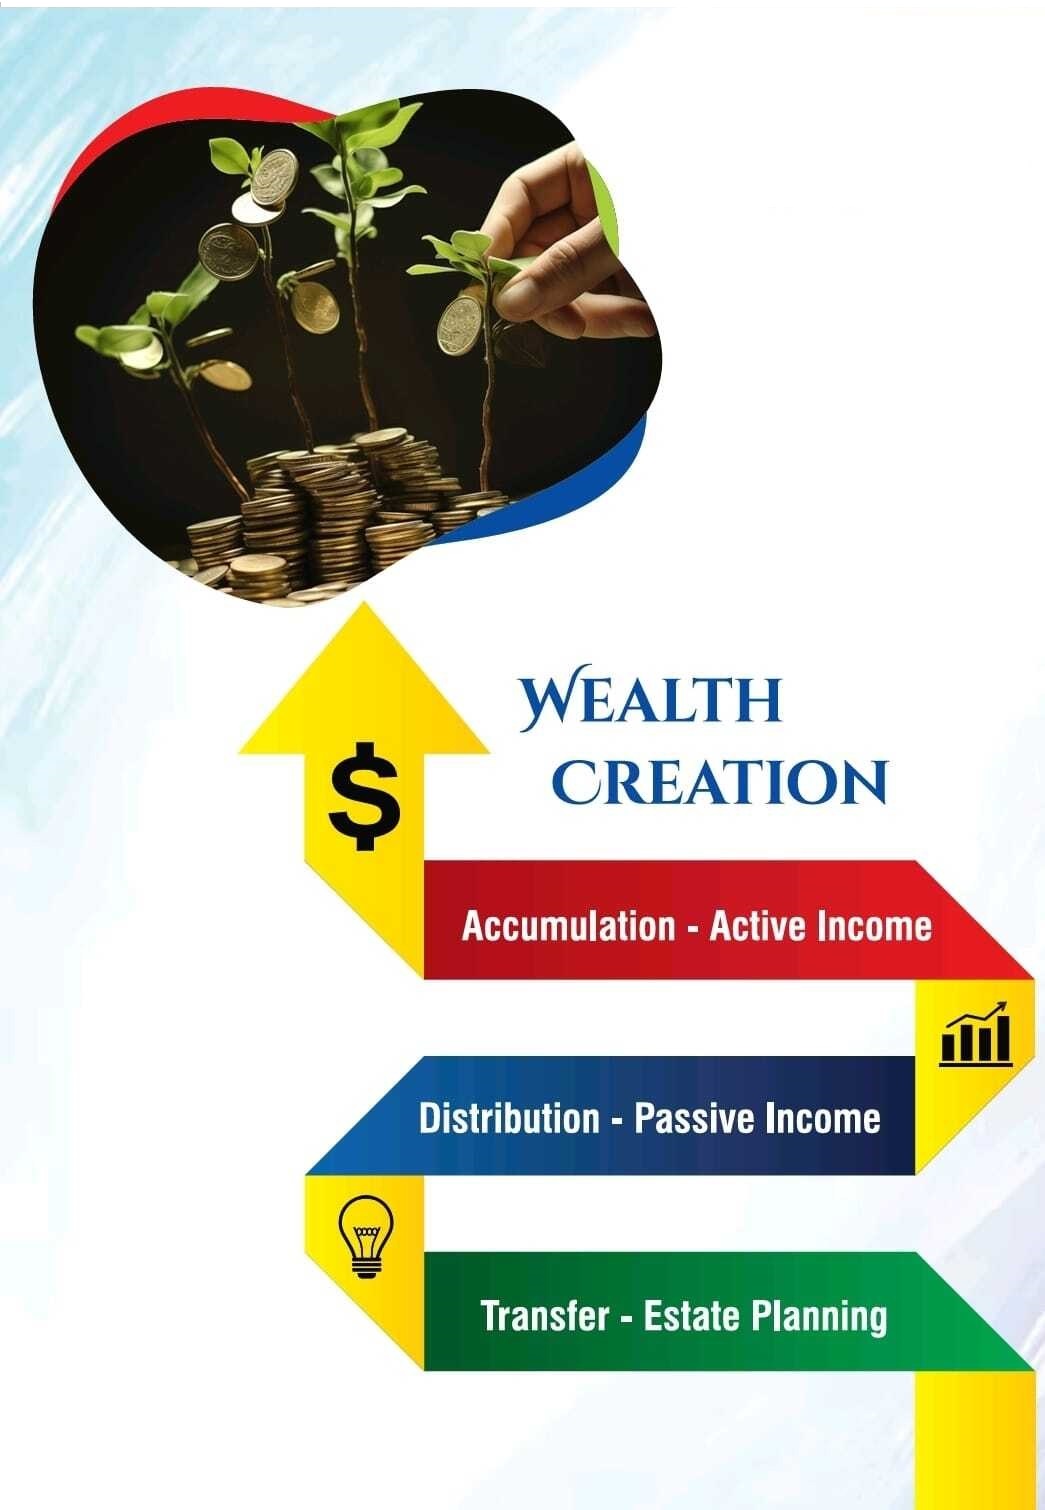 Wealth
Creation
$
Accumulation - Active Income
Distribution - Passive Income
Transfer - Estate Planning